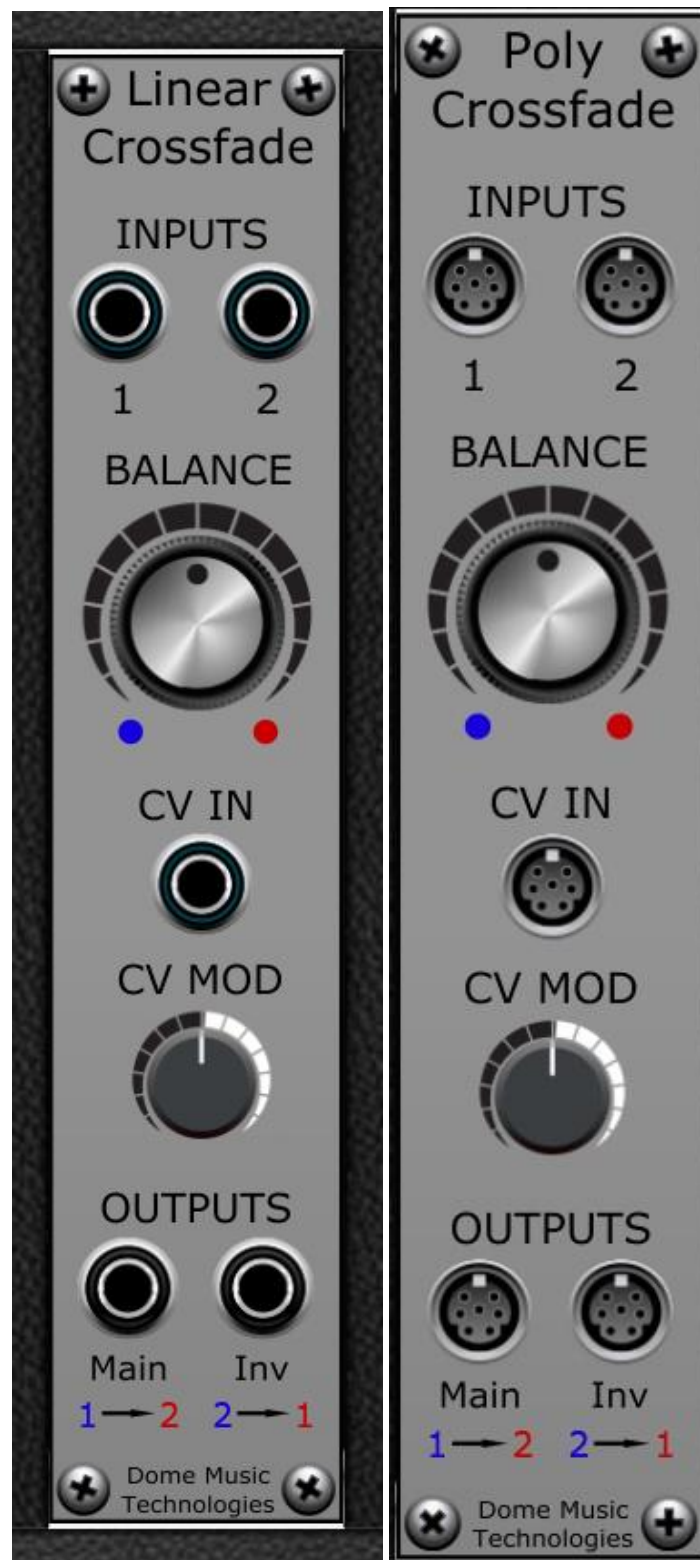 Linear
Crossfade
INPUTS
1 2
BALANCE
CV IN
CV MOD
OUTPUTS
Main Inv
1 2 2 1
Dome Music
Technologies
Poly
Crossfade
INPUTS
1 2
BALANCE
CV IN
CV MOD
OUTPUTS
Main Inv
1 2 2 1
Dome Music
Technologies